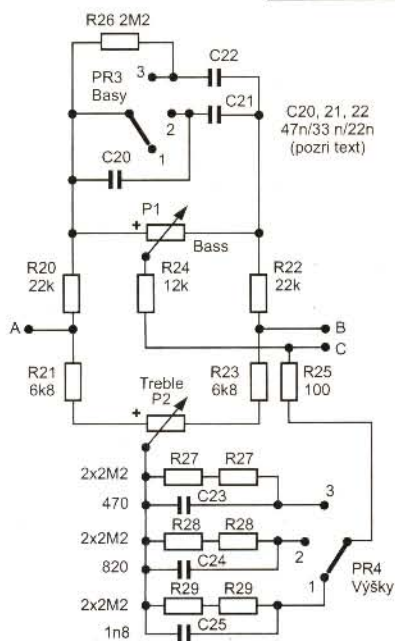 R26 2M2
C22
3
PR3
Basy
C21
2
C20, 21, 22
47n/33 n/22n
(pozri text)
1
C20
P1
+
Bass
R20
22k
R24
12k
R22
22k
A
B
C
R21
6k8
Treble
P2
R23
6k8
R25
100
+
2x2M2
R27
R27
470
C23
3
2x2M2
R28
R28
2
820
C24
PR4
Výšky
1
2x2M2
R29
R29
1n8
C25